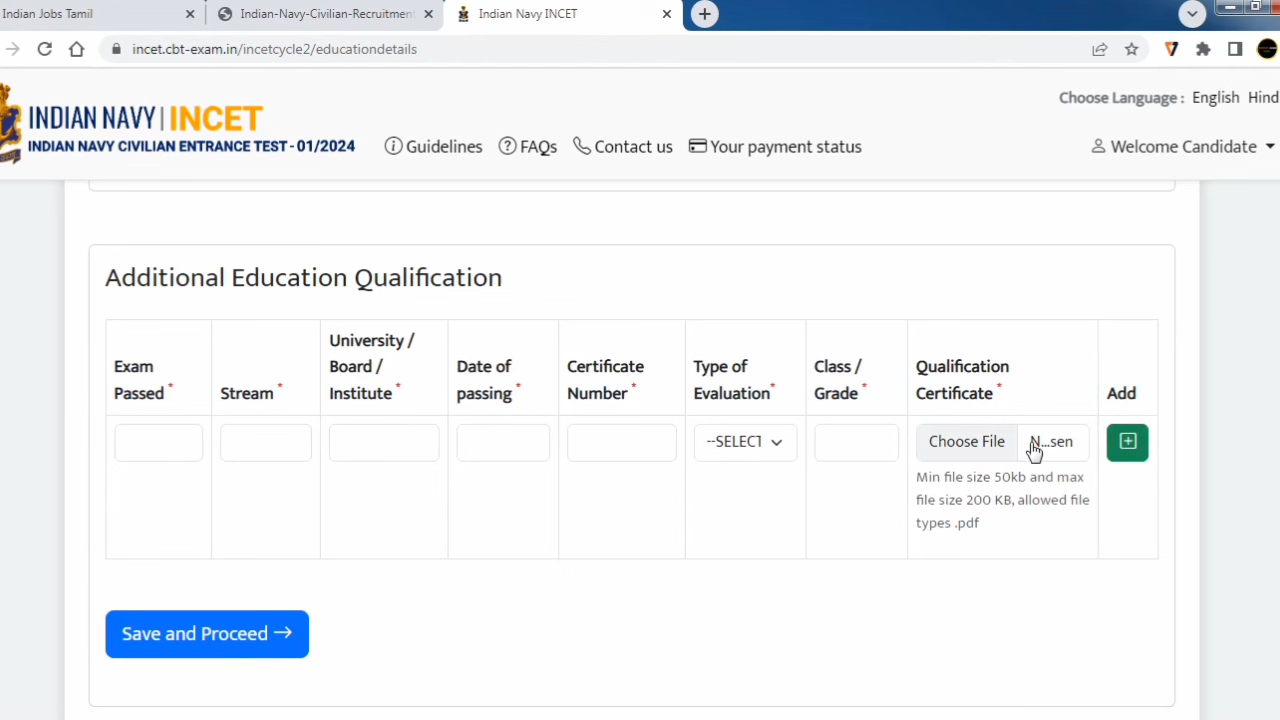 Indian Jobs Tamil
Indian-Navy-Civilian-Recruitment
Indian Navy INCET
incet.cbt-exam.in/incetcycle2/educationdetails
Choose Language : English Hind
INDIAN NAVY | INCET
INDIAN NAVY CIVILIAN ENTRANCE TEST - 01/2024
Guidelines FAQs Contact us Your payment status
Welcome Candidate
Additional Education Qualification
Exam Passed *
Stream *
University / Board / Institute *
Date of passing *
Certificate Number *
Type of Evaluation *
Class / Grade *
Qualification Certificate *
Add
--SELECT
Choose File N...sen
Min file size 50kb and max
file size 200 KB, allowed file
types .pdf
Save and Proceed →